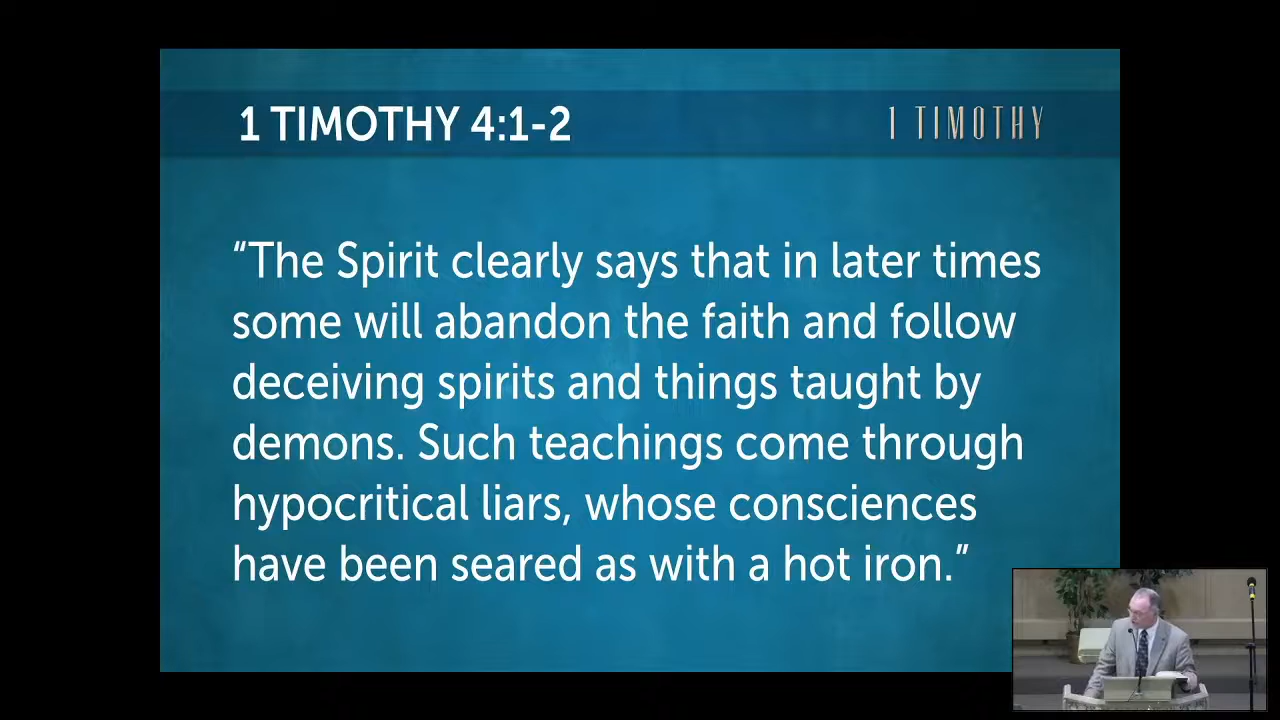 1 TIMOTHY 4:1-2
1 TIMOTHY
“The Spirit clearly says that in later times
some will abandon the faith and follow
deceiving spirits and things taught by
demons. Such teachings come through
hypocritical liars, whose consciences
have been seared as with a hot iron.”